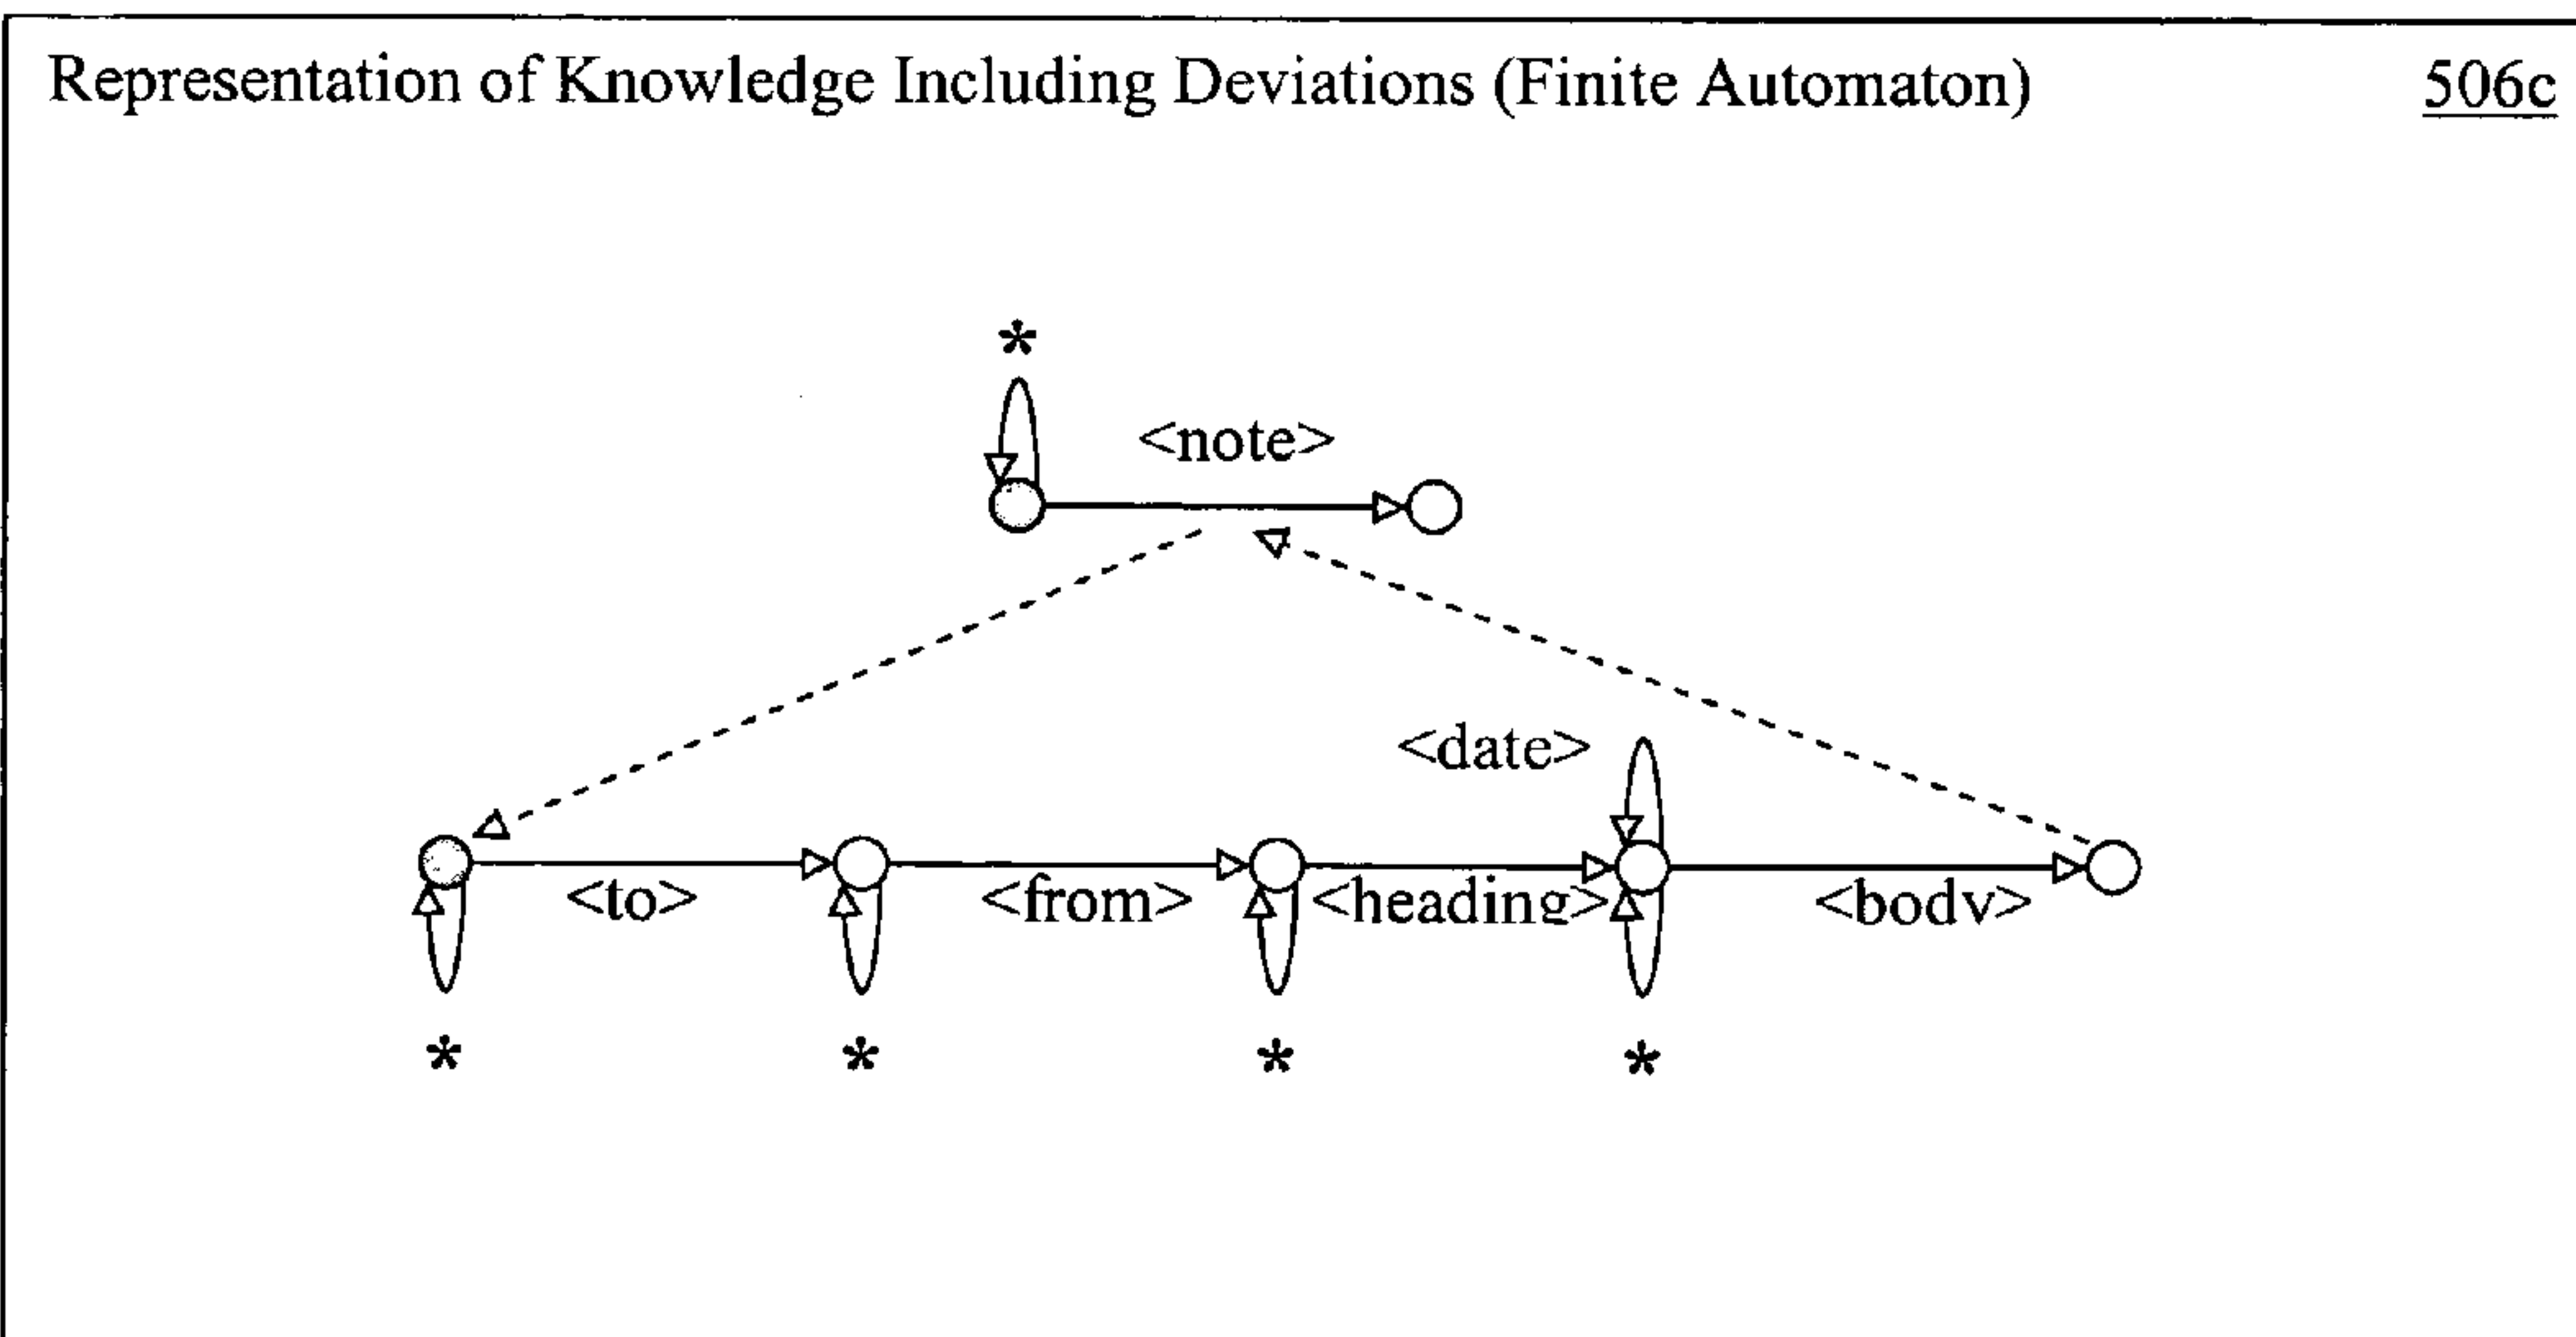 Representation of Knowledge Including Deviations (Finite Automaton) 506c
*
<note>
<date>
<to> <from> <heading> <body>
* * * *